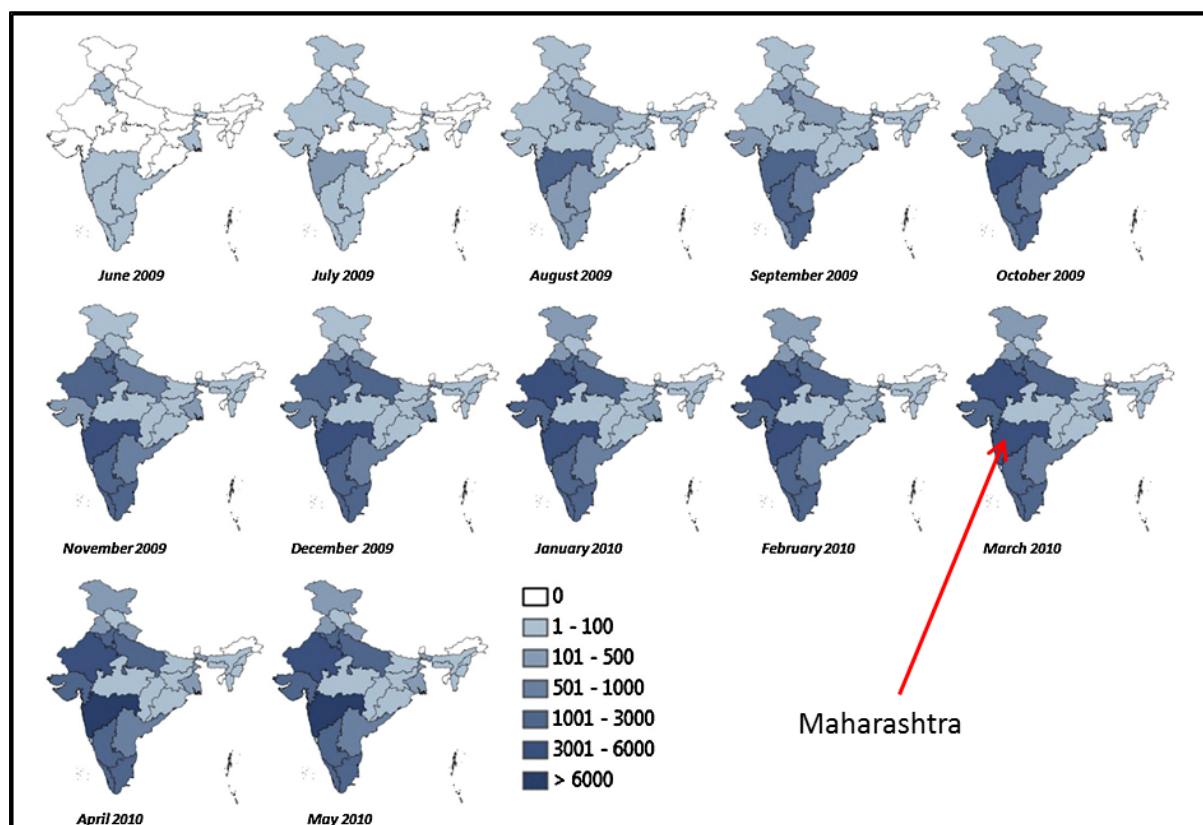 June 2009
July 2009
August 2009
September 2009
October 2009
November 2009
December 2009
January 2010
February 2010
March 2010
April 2010
May 2010
0
1 - 100
101 - 500
501 - 1000
1001 - 3000
3001 - 6000
> 6000
Maharashtra